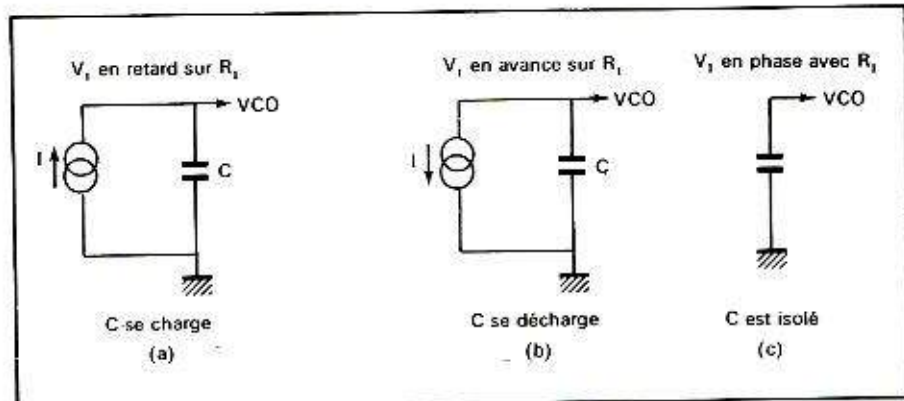 V₁ en retard sur R₁
V₁ en avance sur R₁
V₁ en phase avec R₁
VCO
VCO
VCO
I
C
I
C
C se charge
C se décharge
C est isolé
(a)
(b)
(c)